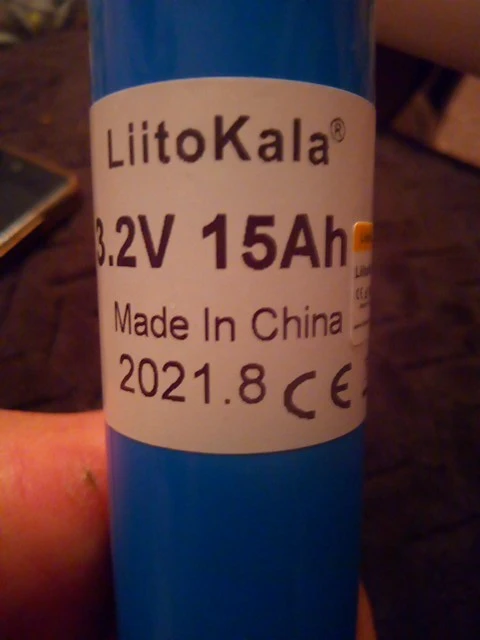 LiitoKala®
3.2V 15Ah
Made In China
2021.8 CE